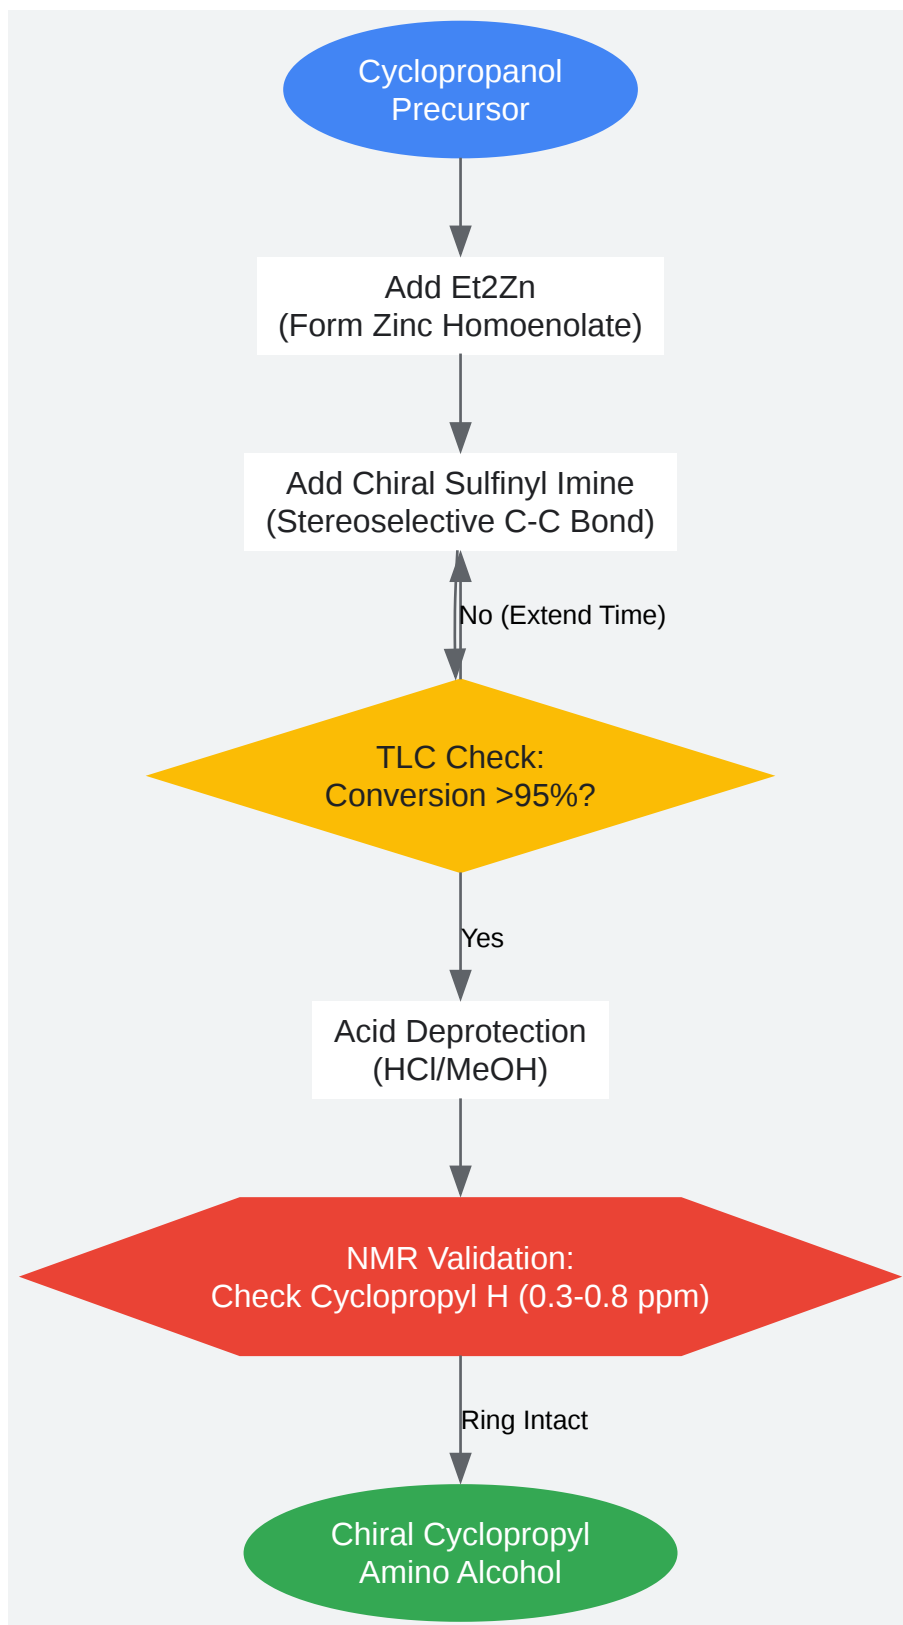 Cyclopropanol
Precursor
Add Et2Zn
(Form Zinc Homoenolate)
Add Chiral Sulfinyl Imine
(Stereoselective C-C Bond)
No (Extend Time)
TLC Check:
Conversion >95%?
Yes
Acid Deprotection
(HCl/MeOH)
NMR Validation:
Check Cyclopropyl H (0.3-0.8 ppm)
Ring Intact
Chiral Cyclopropyl
Amino Alcohol